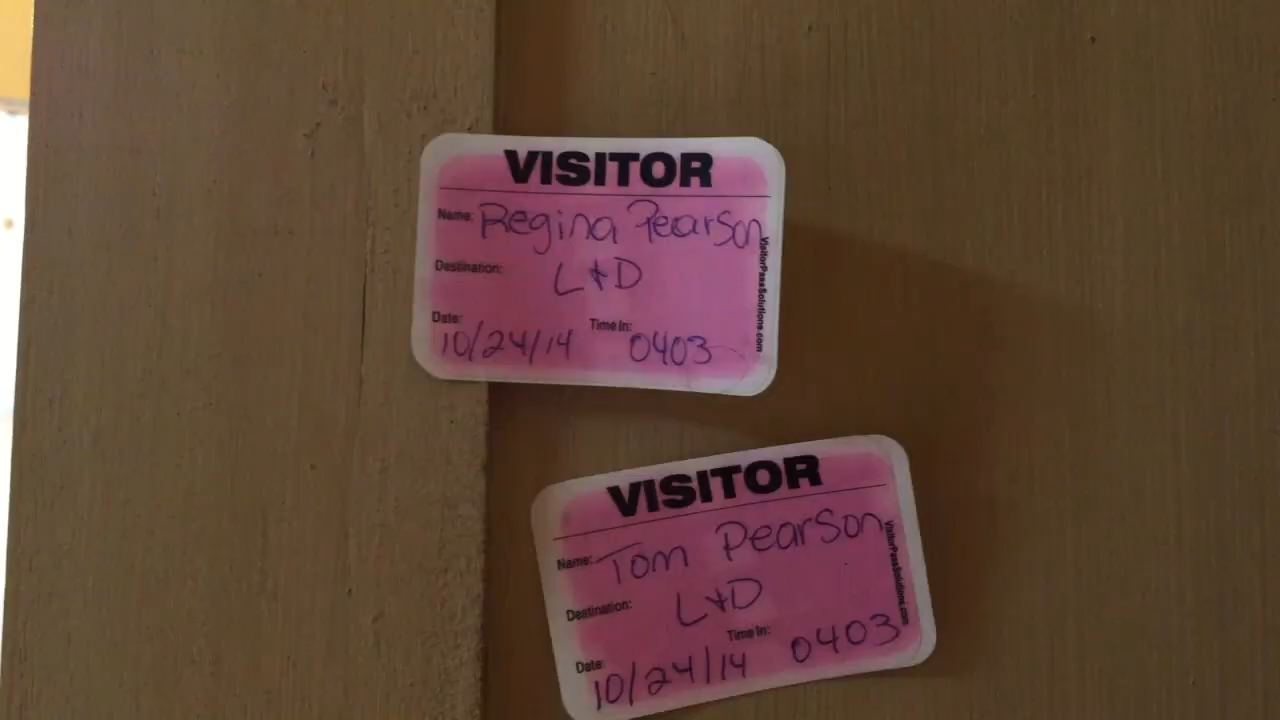 VISITOR
Name: Regina Pearson
Destination: L+D
Date: 10/24/14 Time In: 0403
VisitorPassSolutions.com
VISITOR
Name: Tom Pearson
Destination: L+D
Date: 10/24/14 Time In: 0403
VisitorPassSolutions.com